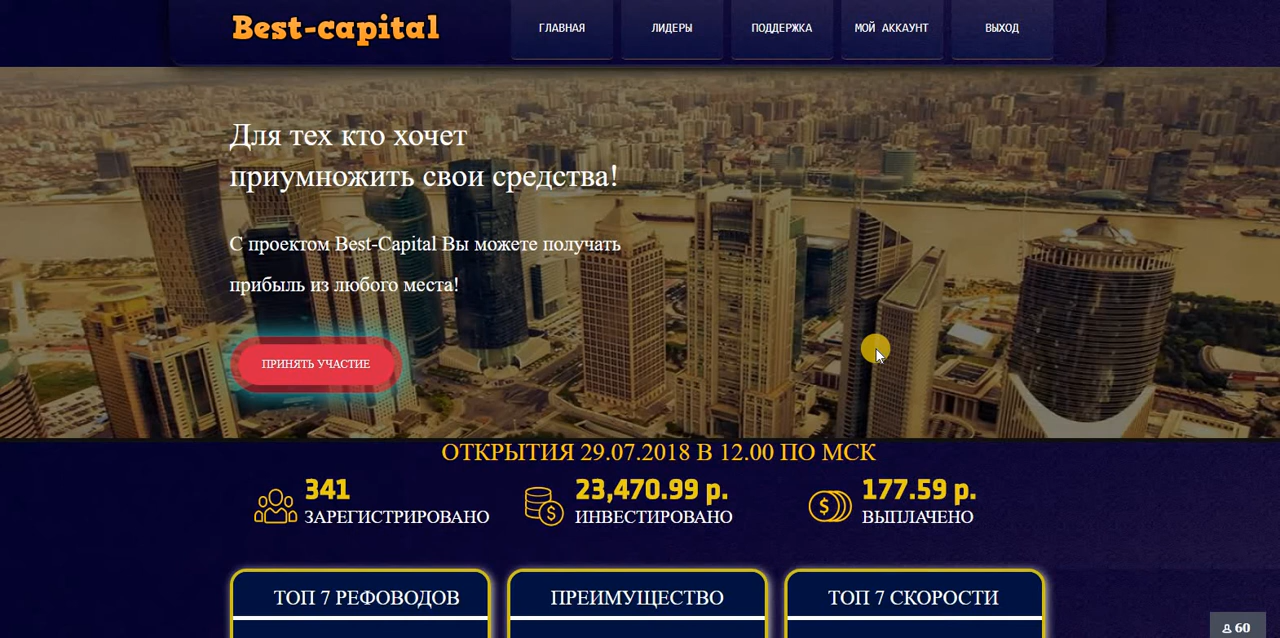 Best-capital
ГЛАВНАЯ
ЛИДЕРЫ
ПОДДЕРЖКА
МОЙ АККАУНТ
ВЫХОД
Для тех кто хочет
приумножить свои средства!
С проектом Best-Capital Вы можете получать
прибыль из любого места!
ПРИНЯТЬ УЧАСТИЕ
ОТКРЫТИЯ 29.07.2018 В 12.00 ПО МСК
341
ЗАРЕГИСТРИРОВАНО
23,470.99 р.
ИНВЕСТИРОВАНО
177.59 р.
ВЫПЛАЧЕНО
ТОП 7 РЕФОВОДОВ
ПРЕИМУЩЕСТВО
ТОП 7 СКОРОСТИ
60